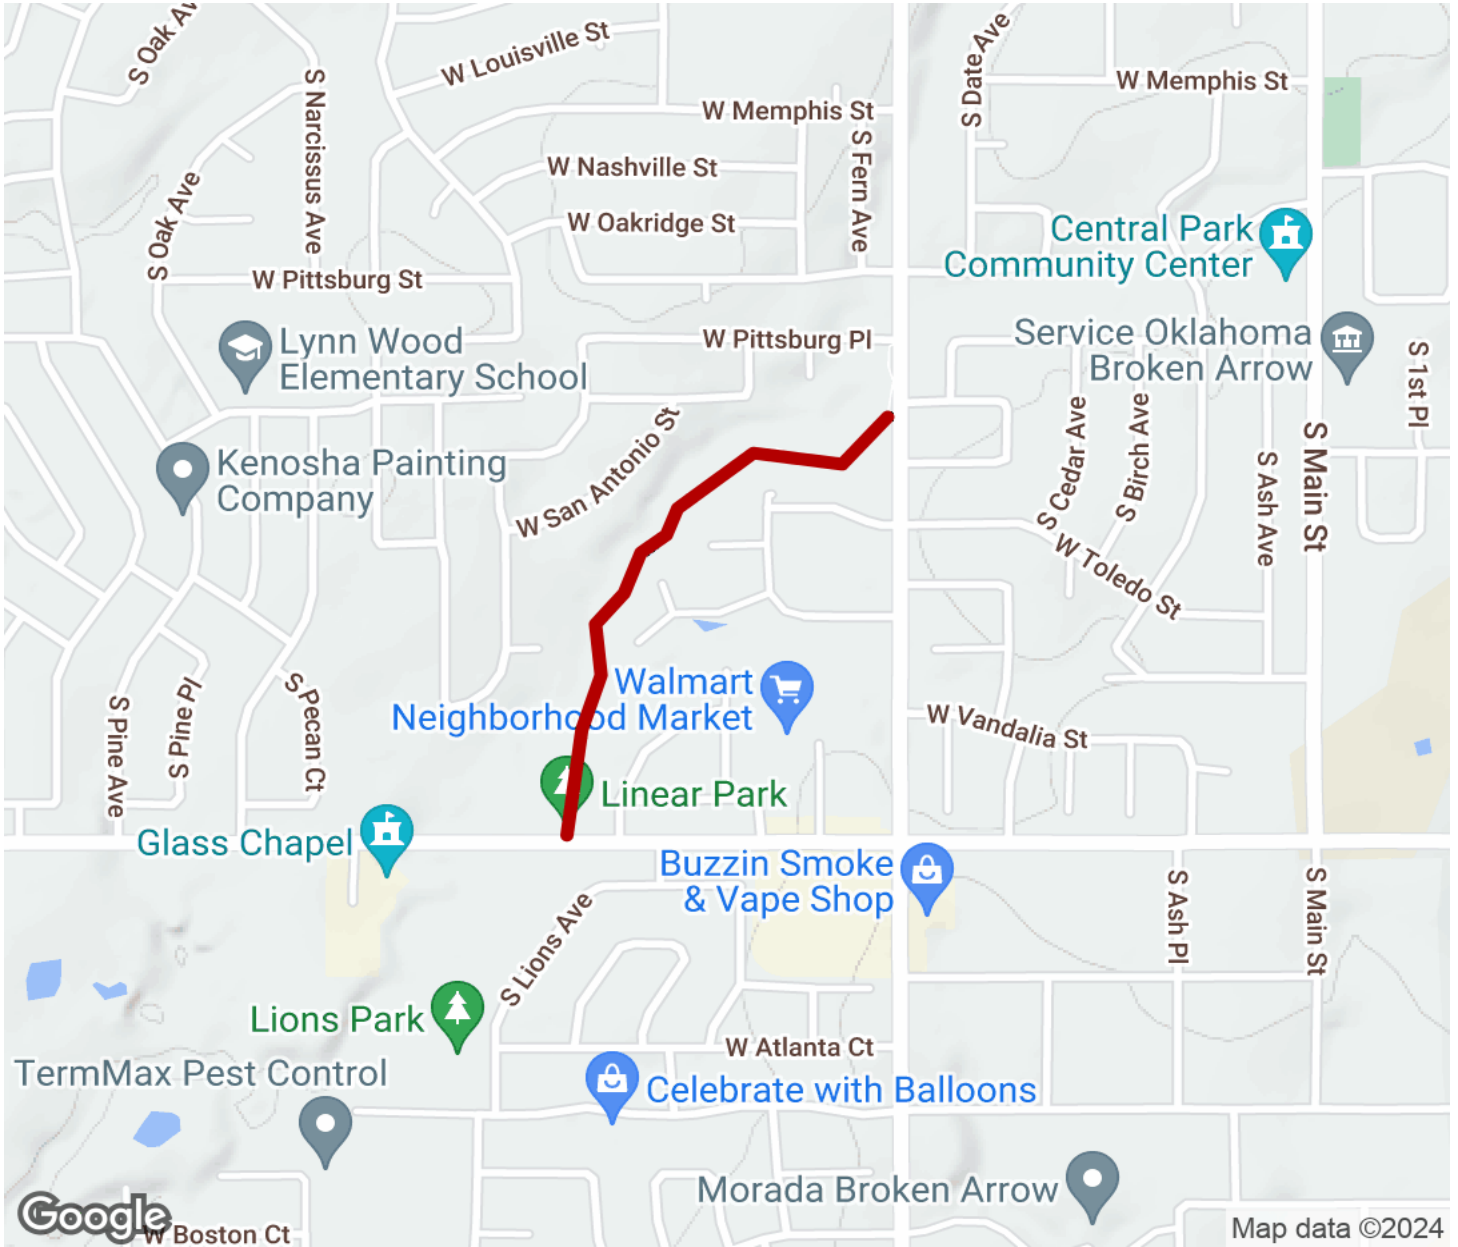 S Oak Av
W Louisville St
S Date Ave
W Memphis St
S Narcissus Ave
W Memphis St
S Fern Ave
W Nashville St
S Oak Ave
W Oakridge St
Central Park
Community Center
W Pittsburg St
Lynn Wood
Elementary School
W Pittsburg Pl
Service Oklahoma
Broken Arrow
S 1st Pl
W San Antonio St
S Cedar Ave
S Birch Ave
S Main St
S Ash Ave
Kenosha Painting
Company
W Toledo St
Walmart
Neighborhood Market
S Pine Ave
S Pine Pl
S Pecan Ct
W Vandalia St
Linear Park
Glass Chapel
Buzzin Smoke
& Vape Shop
S Ash Pl
S Main St
S Lions Ave
Lions Park
W Atlanta Ct
TermMax Pest Control
Celebrate with Balloons
Morada Broken Arrow
Google
W Boston Ct
Map data ©2024